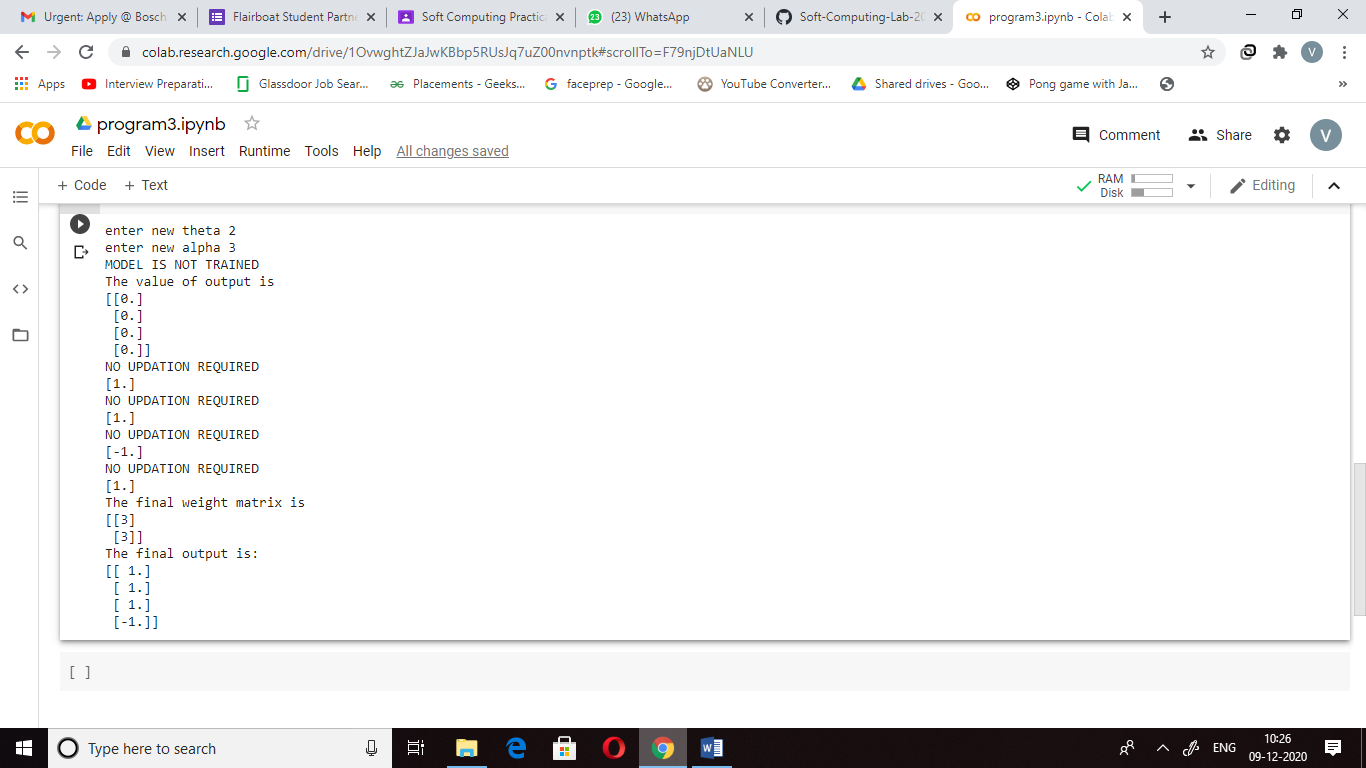 Urgent: Apply @ Bosch
Flairboat Student Partne
Soft Computing Practica
(23) WhatsApp
Soft-Computing-Lab-20
program3.ipynb - Colab
colab.research.google.com/drive/1OvwghtZJaJwKBbp5RUsJq7uZ00nvnptk#scrollTo=F79njDtUaNLU
V
Apps
Interview Preparati...
Glassdoor Job Sear...
Placements - Geeks...
faceprep - Google...
YouTube Converter...
Shared drives - Goo...
Pong game with Ja...
»
program3.ipynb
File Edit View Insert Runtime Tools Help All changes saved
Comment
Share
V
+ Code + Text
RAM
Disk
Editing
enter new theta 2
enter new alpha 3
MODEL IS NOT TRAINED
The value of output is
[[0.]
[0.]
[0.]
[0.]]
NO UPDATION REQUIRED
[1.]
NO UPDATION REQUIRED
[1.]
NO UPDATION REQUIRED
[-1.]
NO UPDATION REQUIRED
[1.]
The final weight matrix is
[[3]
[3]]
The final output is:
[[ 1.]
[ 1.]
[ 1.]
[-1.]]
[ ]
Type here to search
ENG
10:26
09-12-2020